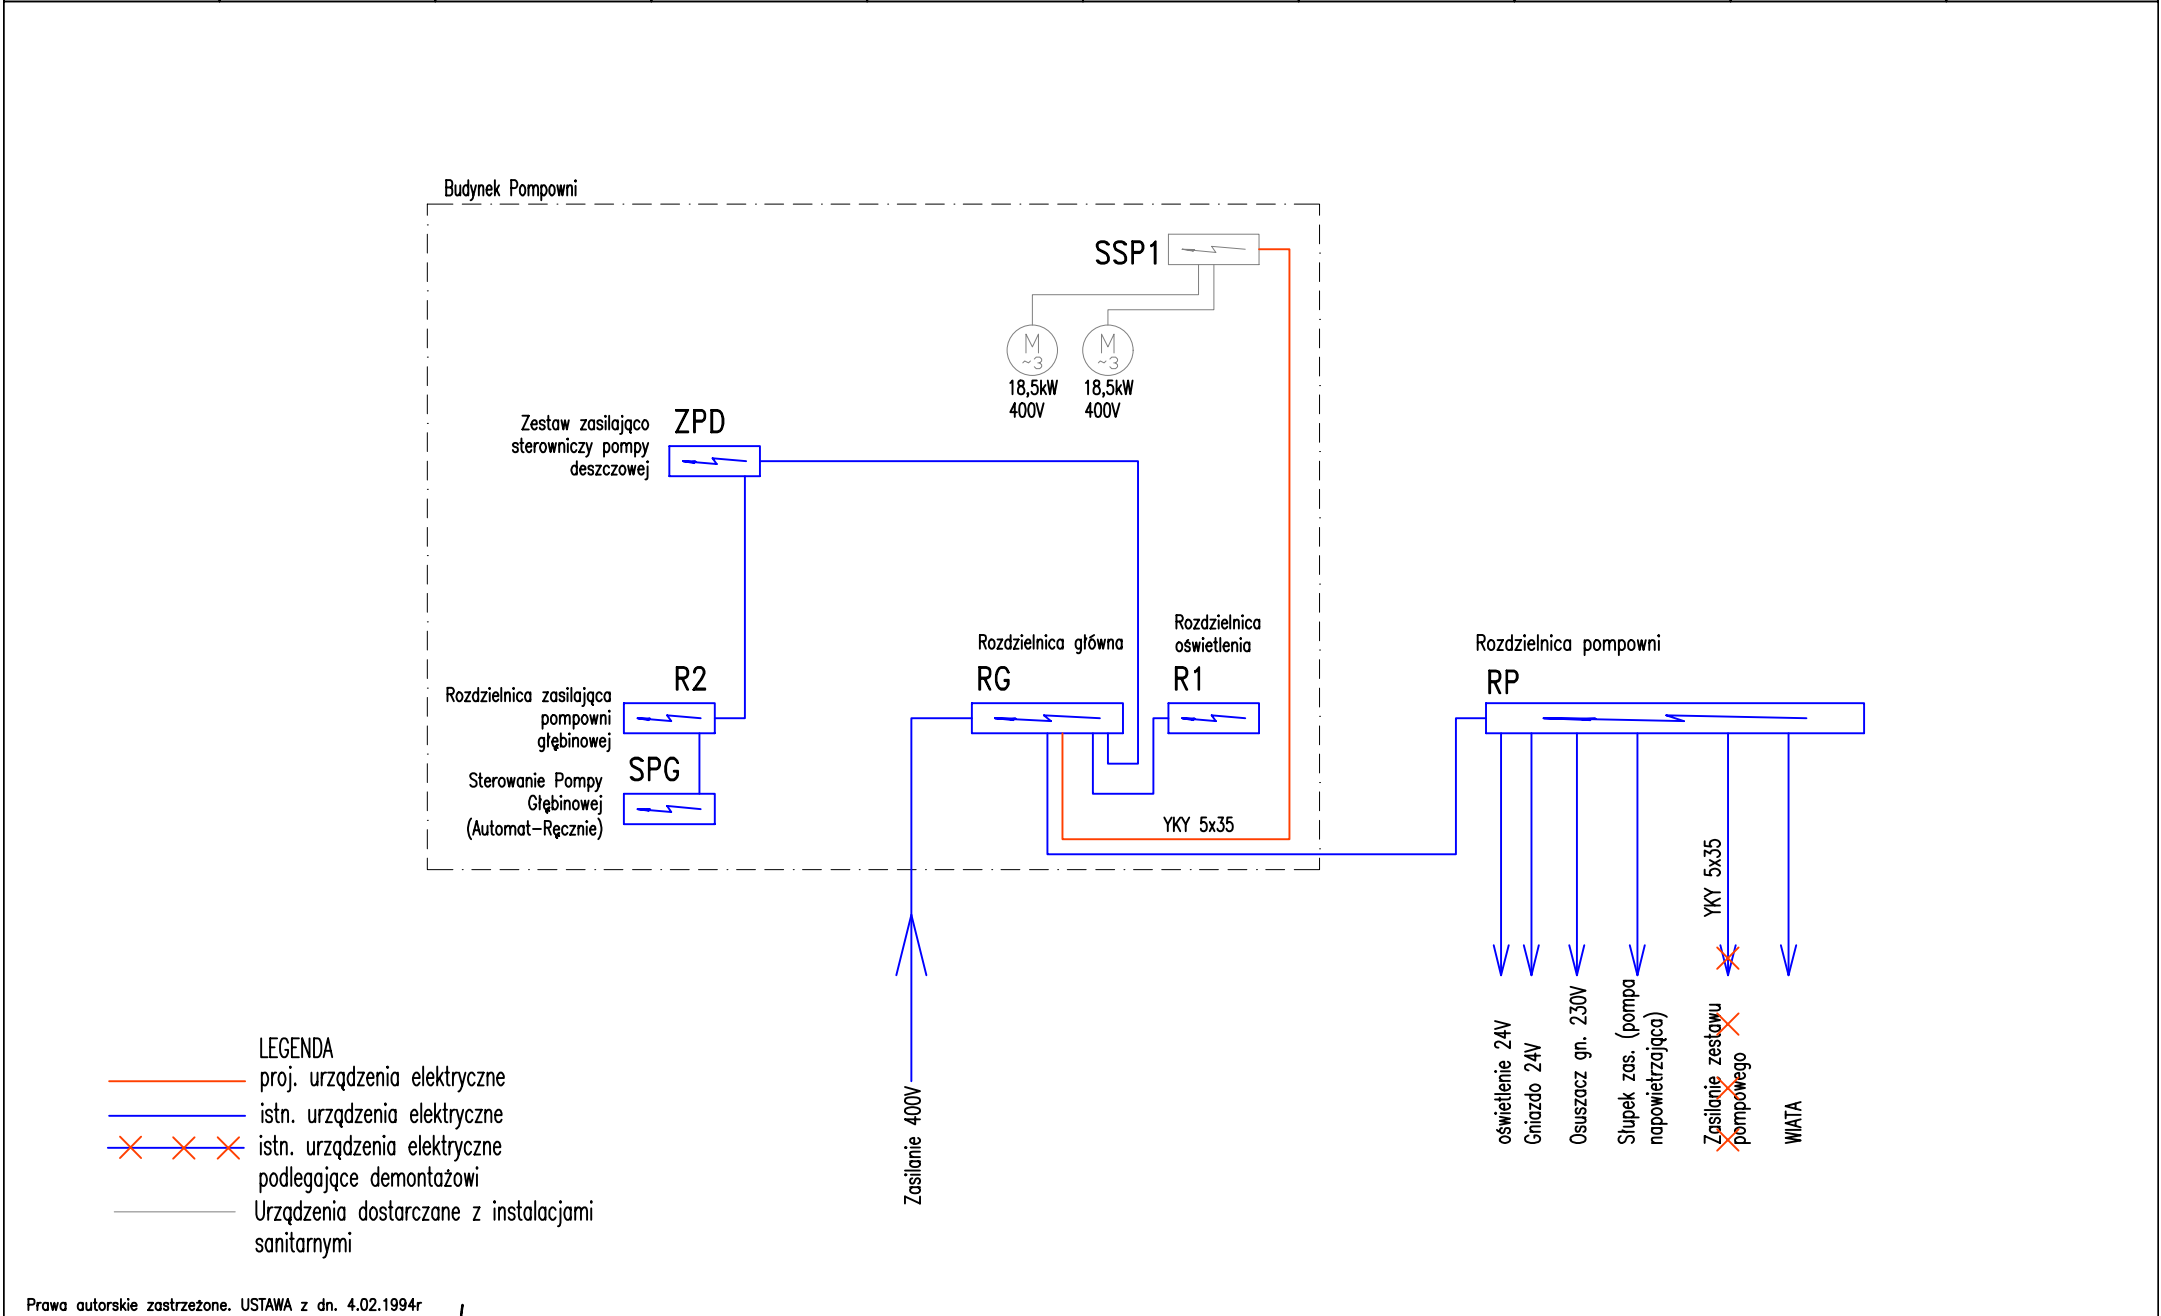 Budynek Pompowni
SSP1
M
~3
M
~3
18,5kW
400V
18,5kW
400V
Zestaw zasilająco
sterowniczy pompy
deszczowej
ZPD
Rozdzielnica
oświetlenia
R1
Rozdzielnica główna
RG
Rozdzielnica pompowni
RP
R2
Rozdzielnica zasilająca
pompowni
głębinowej
SPG
Sterowanie Pompy
Głębinowej
(Automat-Ręcznie)
YKY 5x35
YKY 5x35
Zasilanie 400V
oświetlenie 24V
Gniazdo 24V
Osuszacz gn. 230V
Słupek zas. (pompa
napowietrzająca)
Zasilanie zestawu
pompowego
WIATA
LEGENDA
proj. urządzenia elektryczne
istn. urządzenia elektryczne
istn. urządzenia elektryczne
podlegające demontażowi
Urządzenia dostarczane z instalacjami
sanitarnymi
Prawa autorskie zastrzeżone. USTAWA z dn. 4.02.1994r